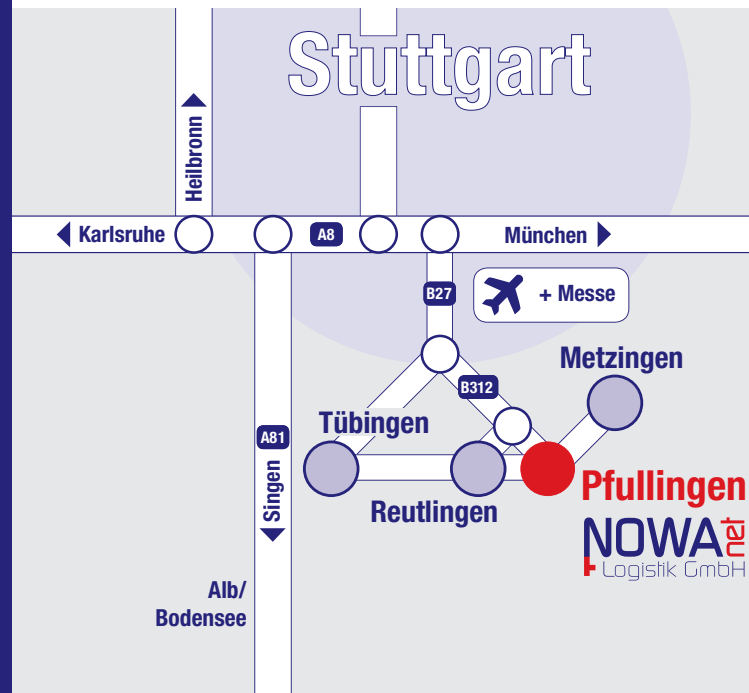 Stuttgart
Heilbronn
Karlsruhe
A8
München
B27
+ Messe
Metzingen
B312
Tübingen
A81
Singen
Reutlingen
Pfullingen
NOWA net
Logistik GmbH
Alb/
Bodensee